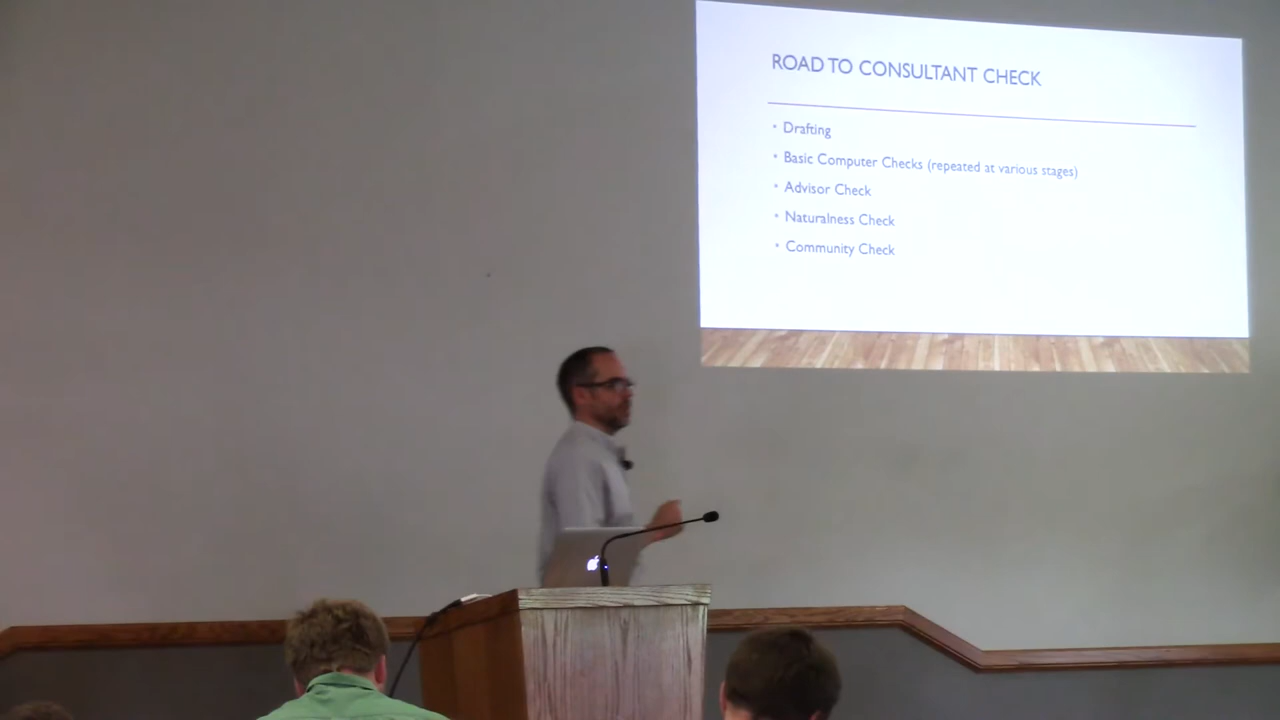 ROAD TO CONSULTANT CHECK
• Drafting
• Basic Computer Checks (repeated at various stages)
• Advisor Check
• Naturalness Check
• Community Check